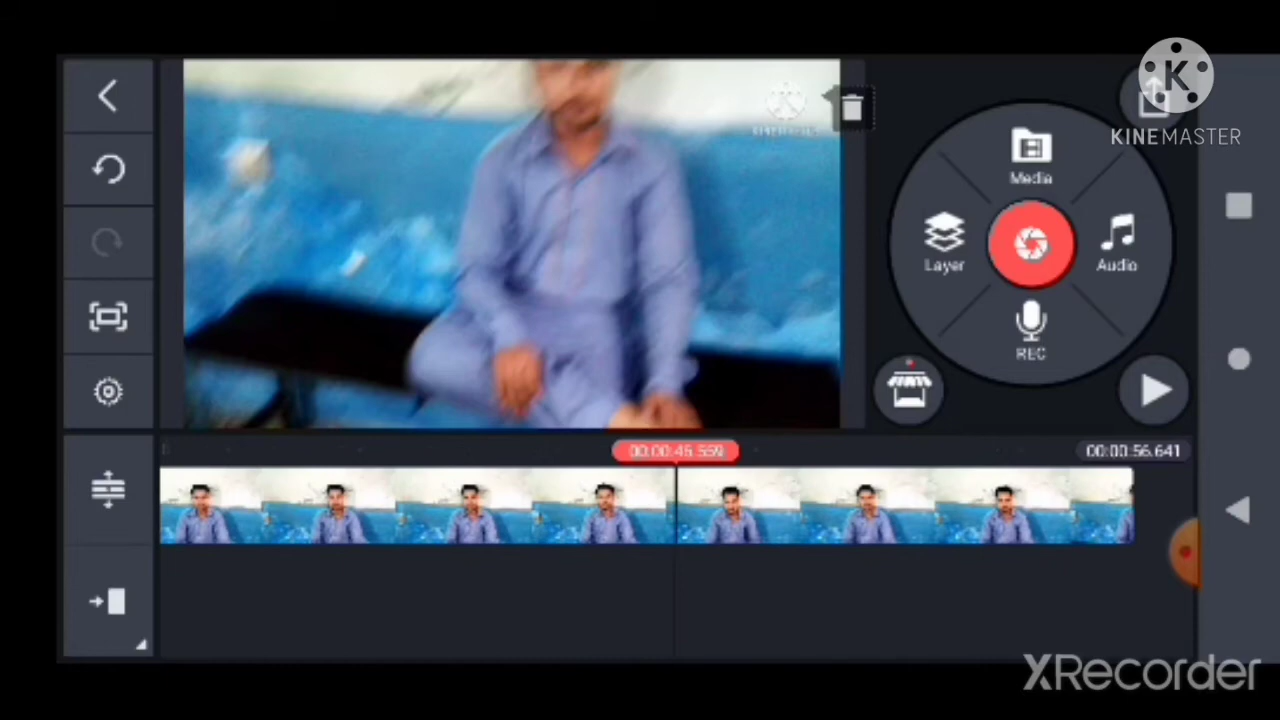 KINEMASTER
Media
Layer
Audio
REC
00:00:46.559
00:00:56.641
XRecorder